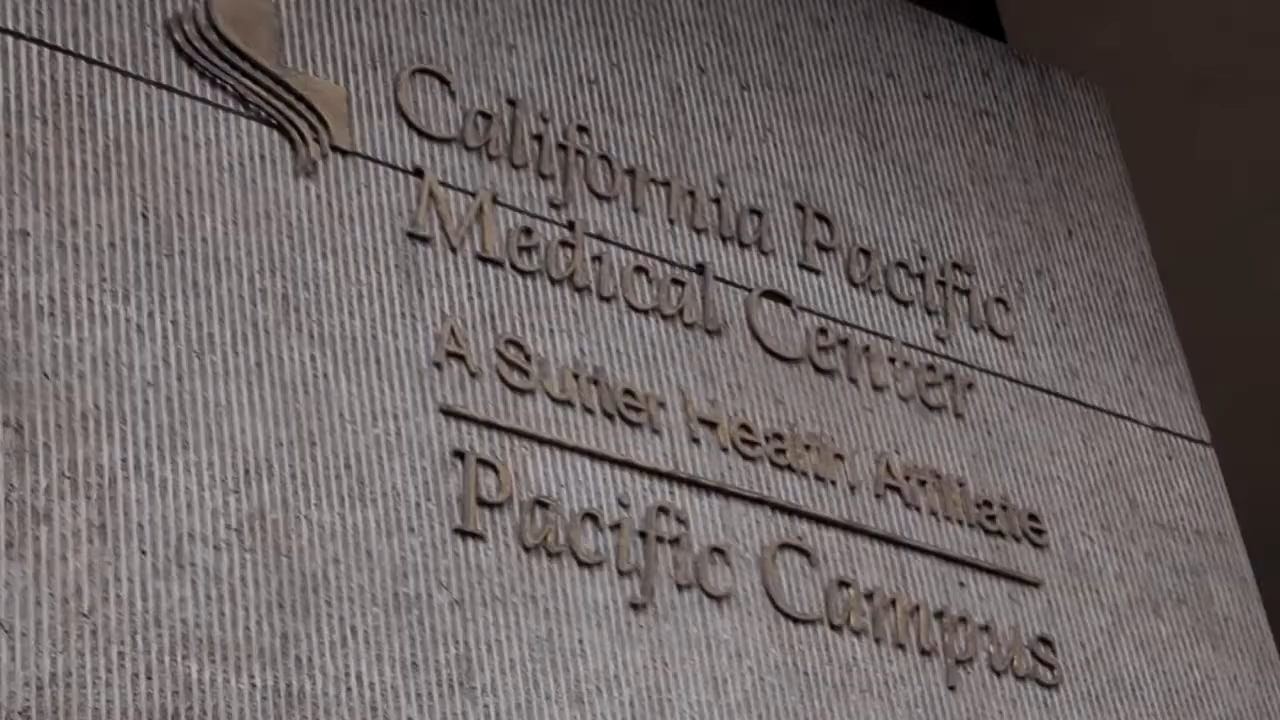 California Pacific
Medical Center
A Sutter Health Affiliate
Pacific Campus